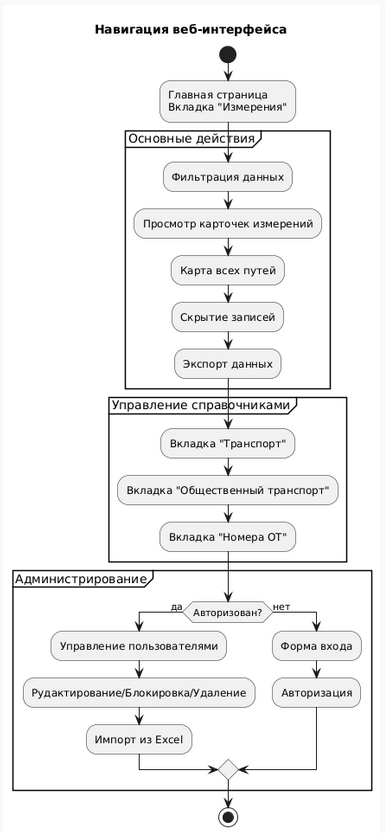 Навигация веб-интерфейса
Главная страница
Вкладка "Измерения"
Основные действия
Фильтрация данных
Просмотр карточек измерений
Карта всех путей
Скрытие записей
Экспорт данных
Управление справочниками
Вкладка "Транспорт"
Вкладка "Общественный транспорт"
Вкладка "Номера ОТ"
Администрирование
да
Авторизован?
нет
Управление пользователями
Форма входа
Рудактирование/Блокировка/Удаление
Авторизация
Импорт из Excel